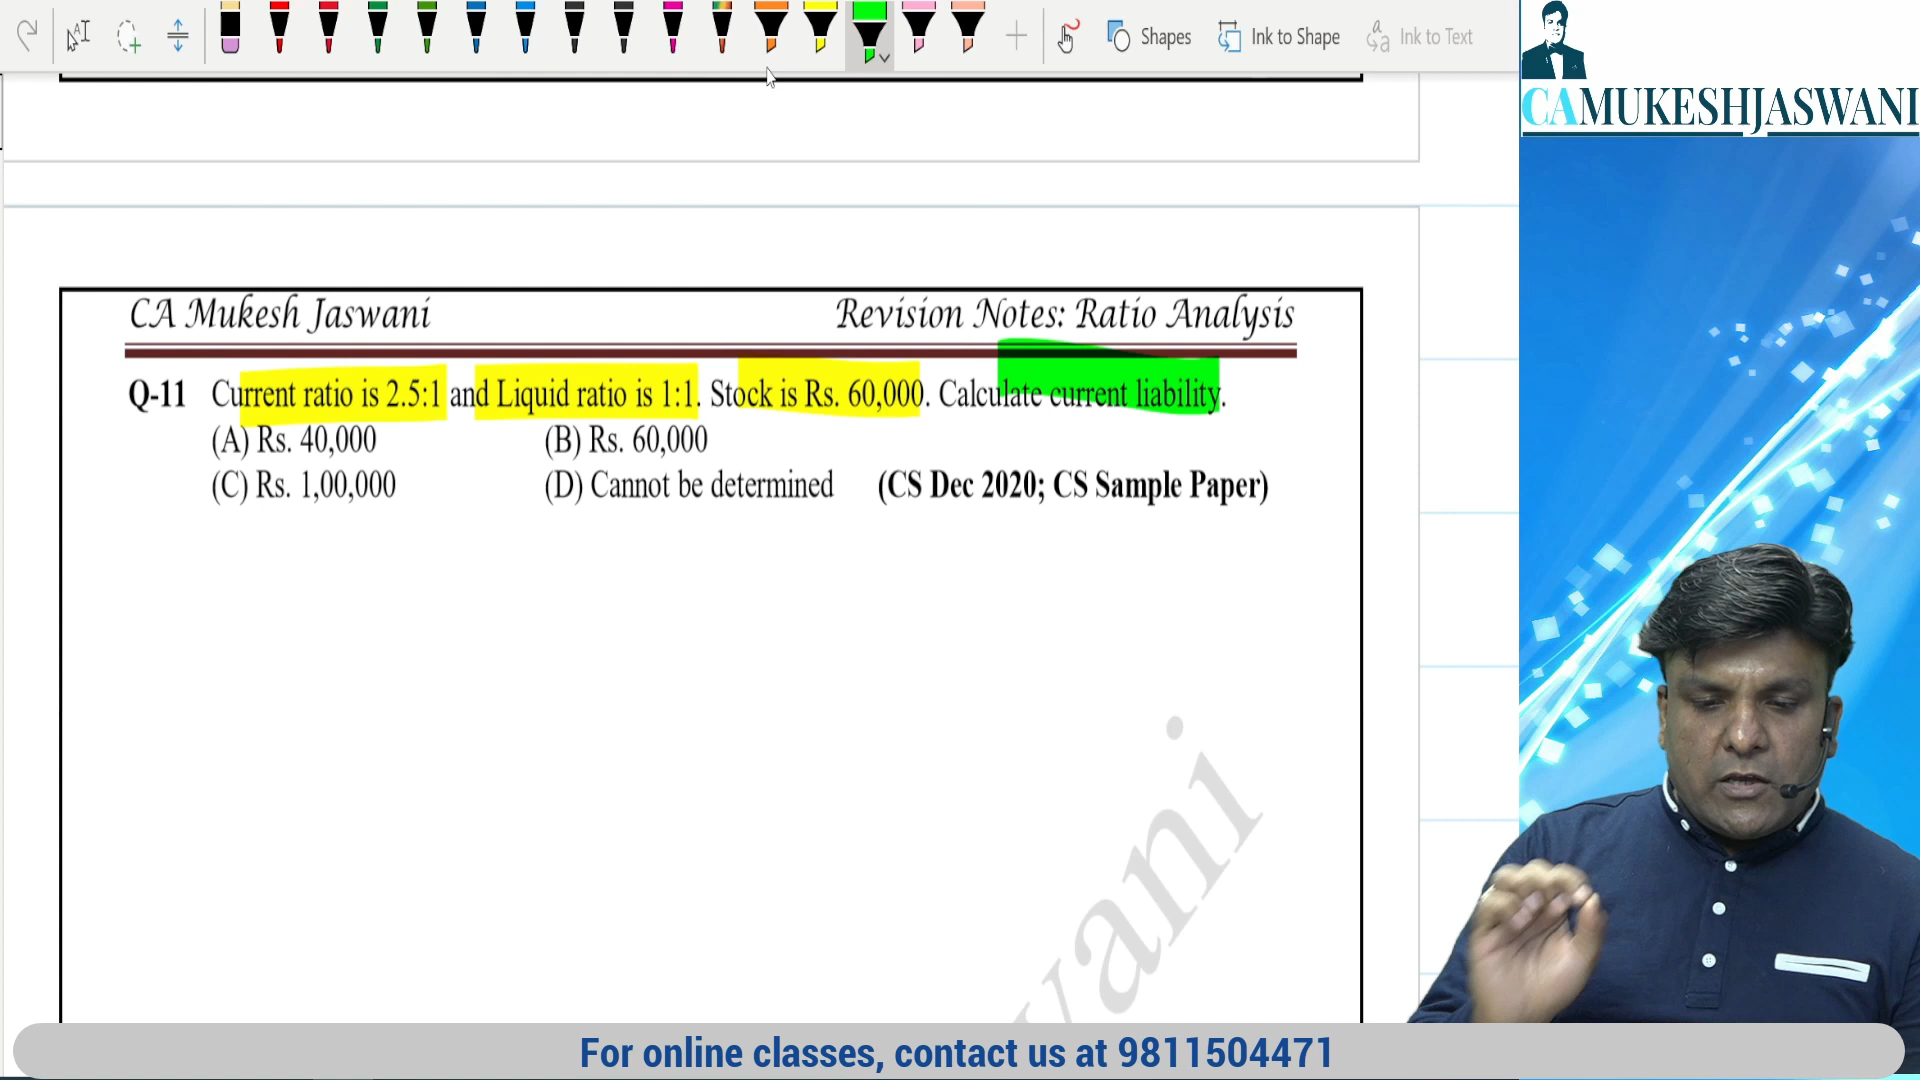 Shapes
Ink to Shape
Ink to Text
CAMUKESHJASWANI
CA Mukesh Jaswani
Revision Notes: Ratio Analysis
Q-11 Current ratio is 2.5:1 and Liquid ratio is 1:1. Stock is Rs. 60,000. Calculate current liability.
(A) Rs. 40,000 (B) Rs. 60,000
(C) Rs. 1,00,000 (D) Cannot be determined (CS Dec 2020; CS Sample Paper)
vani
For online classes, contact us at 9811504471